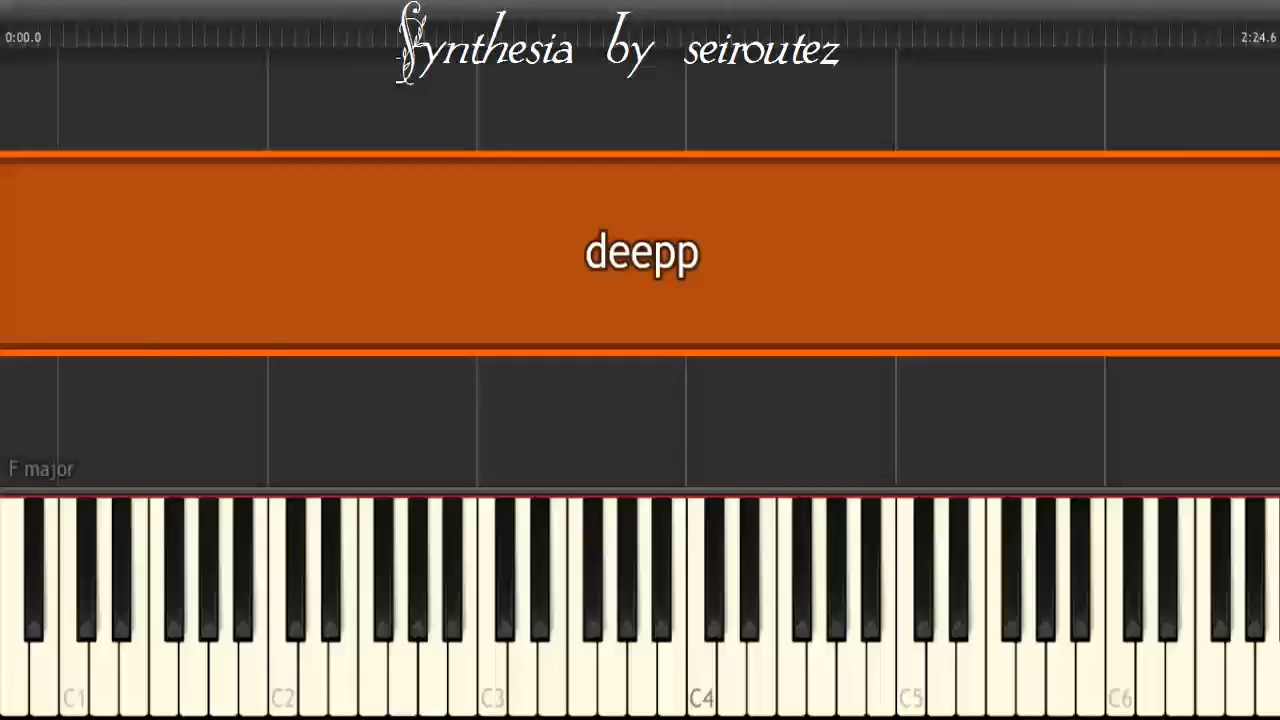 Synthesia by seiroutez
0:00.0 2:24.6
deepp
F major
C1 C2 C3 C4 C5 C6